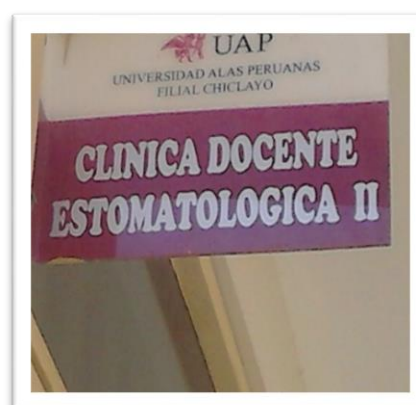 UAP
UNIVERSIDAD ALAS PERUANAS
FILIAL CHICLAYO
CLINICA DOCENTE
ESTOMATOLOGICA II